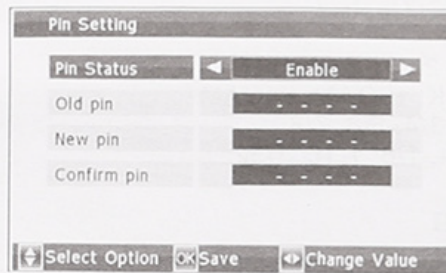 Pin Setting
Pin Status Enable
Old pin - - - -
New pin - - - -
Confirm pin - - - -
Select Option OK Save Change Value